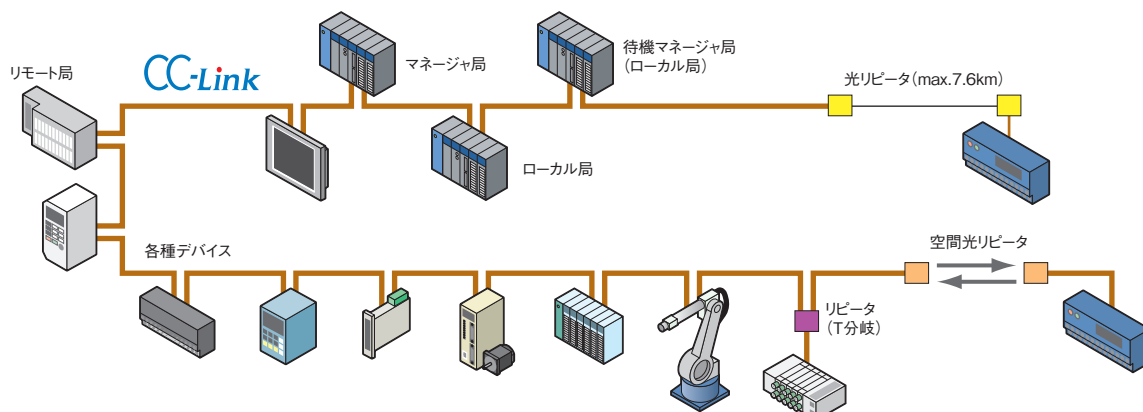 リモート局
CC-Link
マネージャ局
待機マネージャ局
(ローカル局)
光リピータ(max.7.6km)
ローカル局
各種デバイス
空間光リピータ
リピータ
(T分岐)